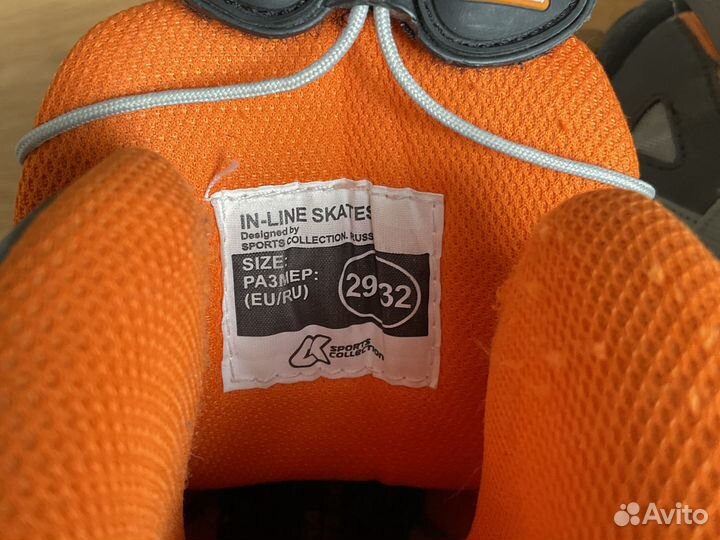 IN-LINE SKATES
Designed by
SPORTS COLLECTION. RUSS
SIZE:
РАЗМЕР:
(EU/RU)
29 32
SPORTS
COLLECTION
Avito